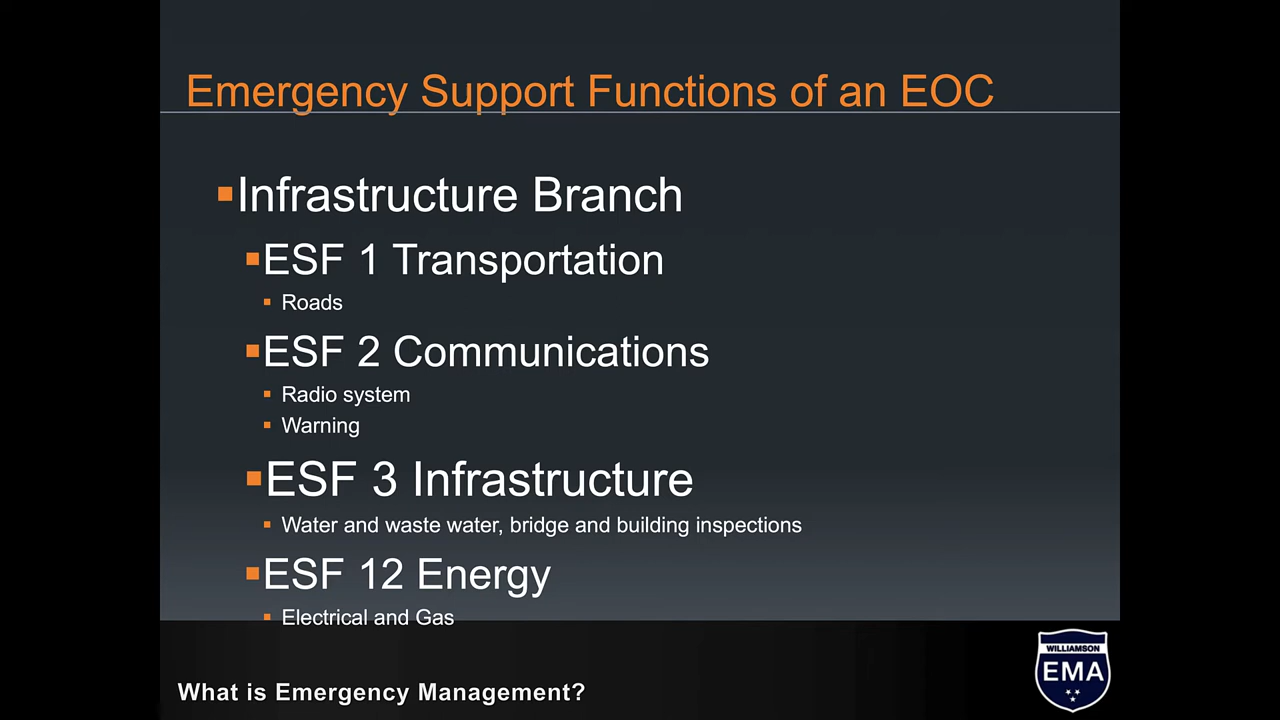 Emergency Support Functions of an EOC
Infrastructure Branch
ESF 1 Transportation
Roads
ESF 2 Communications
Radio system
Warning
ESF 3 Infrastructure
Water and waste water, bridge and building inspections
ESF 12 Energy
Electrical and Gas
What is Emergency Management?
WILLIAMSON
EMA